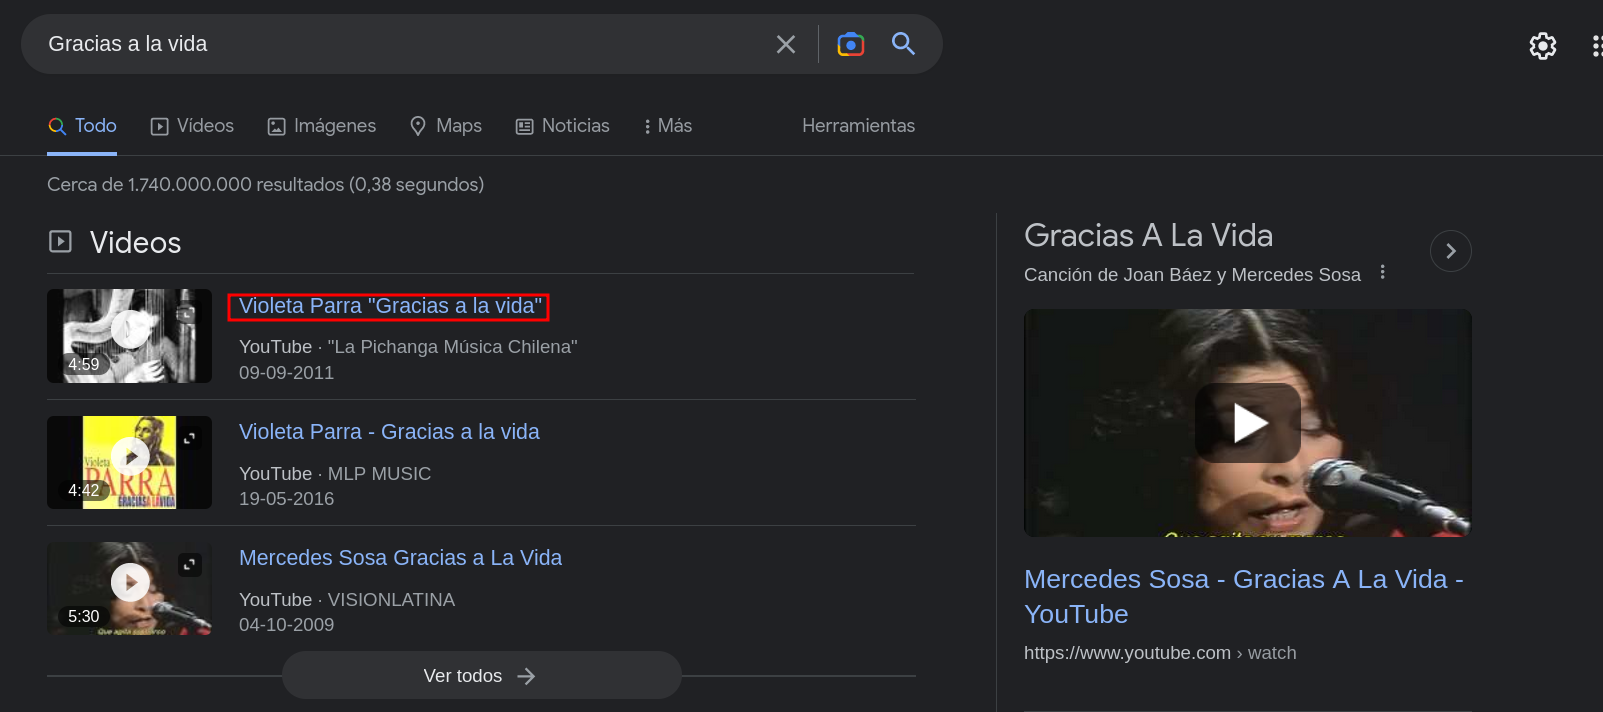 Gracias a la vida
Todo
Vídeos
Imágenes
Maps
Noticias
Más
Herramientas
Cerca de 1.740.000.000 resultados (0,38 segundos)
Videos
Violeta Parra "Gracias a la vida"
YouTube · "La Pichanga Música Chilena"
09-09-2011
4:59
Violeta Parra - Gracias a la vida
YouTube · MLP MUSIC
19-05-2016
Violeta
PARRA
GRACIAS A LA VIDA
4:42
Mercedes Sosa Gracias a La Vida
YouTube · VISIONLATINA
04-10-2009
5:30
Ver todos
Gracias A La Vida
Canción de Joan Báez y Mercedes Sosa
Mercedes Sosa - Gracias A La Vida -
YouTube
https://www.youtube.com › watch